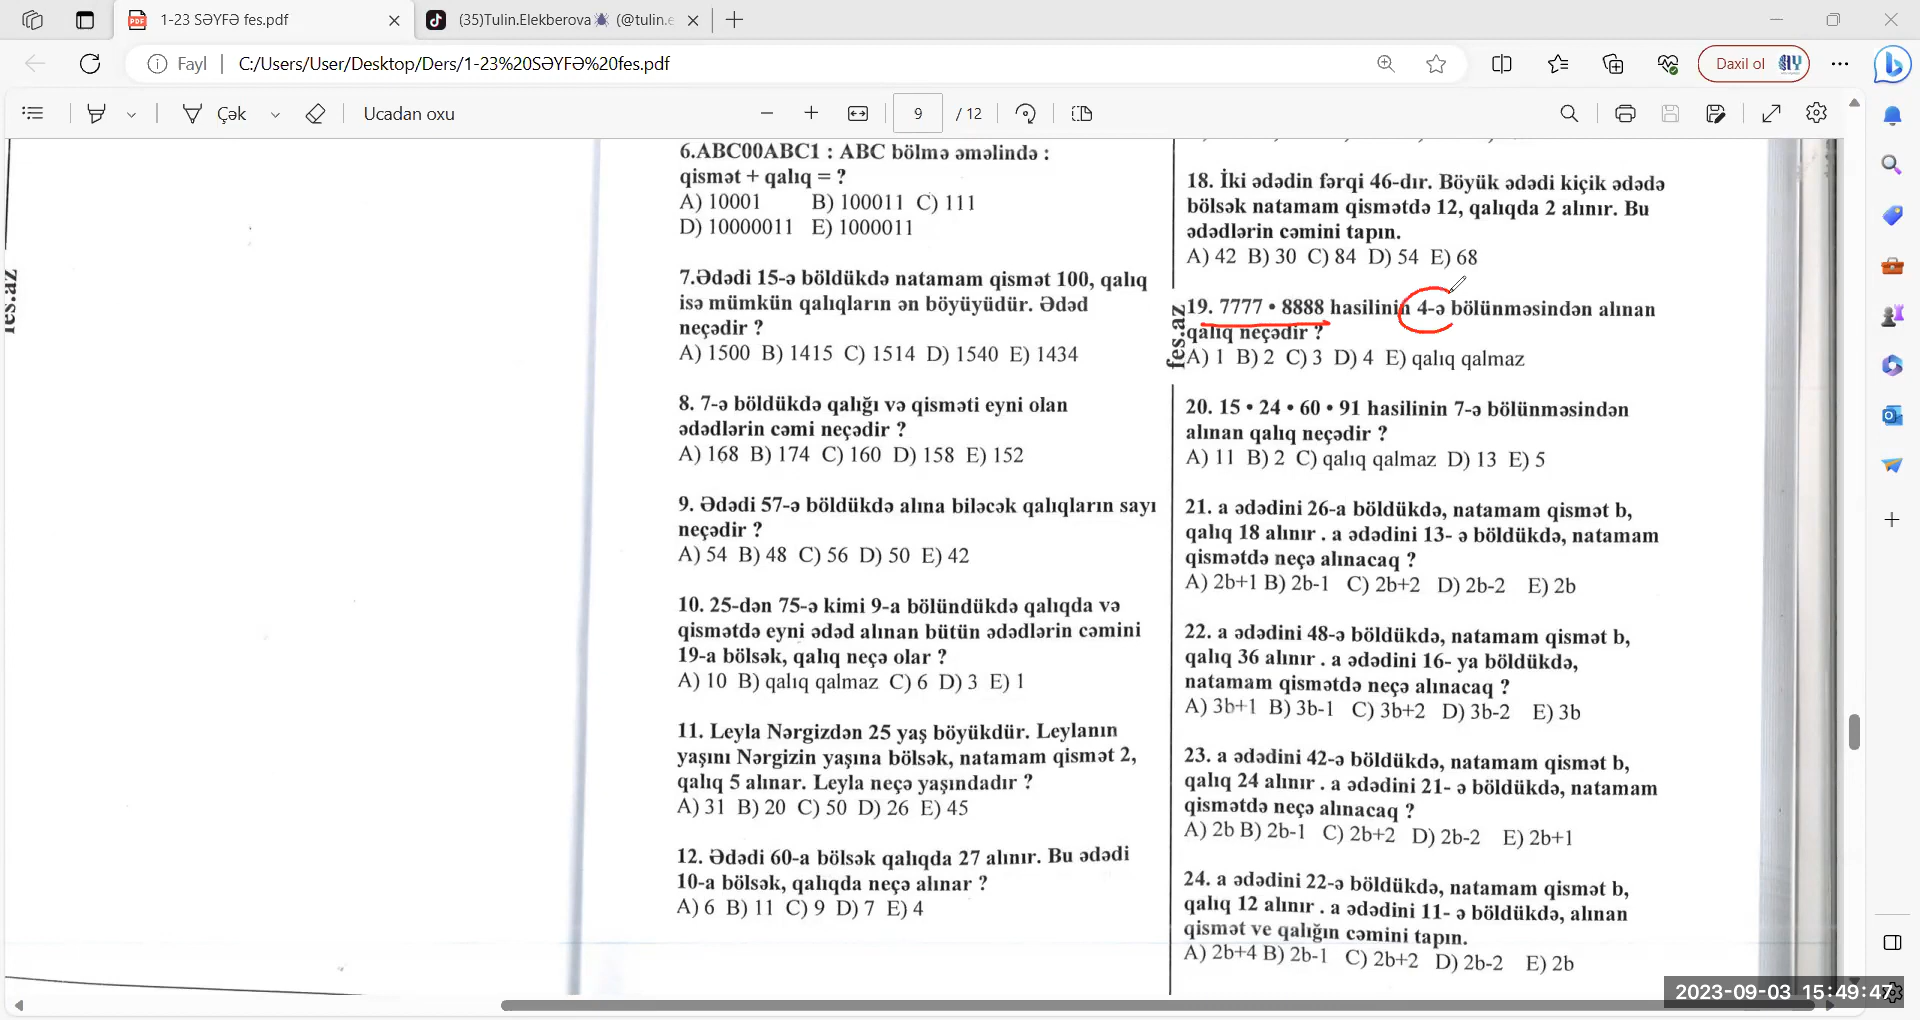 1-23 SƏYFƏ fes.pdf
(35)Tulin.Elekberova🕷 (@tulin.e
Fayl
C:/Users/User/Desktop/Ders/1-23%20SƏYFƏ%20fes.pdf
Daxil ol
Çək
Ucadan oxu
9 / 12
fes.az
6.ABC00ABC1 : ABC bölmə əməlində :
qismət + qalıq = ?
A) 10001 B) 100011 C) 111
D) 10000011 E) 1000011
7.Ədədi 15-ə böldükdə natamam qismət 100, qalıq
isə mümkün qalıqların ən böyüyüdür. Ədəd
neçədir ?
A) 1500 B) 1415 C) 1514 D) 1540 E) 1434
8. 7-ə böldükdə qalığı və qisməti eyni olan
ədədlərin cəmi neçədir ?
A) 168 B) 174 C) 160 D) 158 E) 152
9. Ədədi 57-ə böldükdə alına biləcək qalıqların sayı
neçədir ?
A) 54 B) 48 C) 56 D) 50 E) 42
10. 25-dən 75-ə kimi 9-a bölündükdə qalıqda və
qismətdə eyni ədəd alınan bütün ədədlərin cəmini
19-a bölsək, qalıq neçə olar ?
A) 10 B) qalıq qalmaz C) 6 D) 3 E) 1
11. Leyla Nərgizdən 25 yaş böyükdür. Leylanın
yaşını Nərgizin yaşına bölsək, natamam qismət 2,
qalıq 5 alınar. Leyla neçə yaşındadır ?
A) 31 B) 20 C) 50 D) 26 E) 45
12. Ədədi 60-a bölsək qalıqda 27 alınır. Bu ədədi
10-a bölsək, qalıqda neçə alınar ?
A) 6 B) 11 C) 9 D) 7 E) 4
18. İki ədədin fərqi 46-dır. Böyük ədədi kiçik ədədə
bölsək natamam qismətdə 12, qalıqda 2 alınır. Bu
ədədlərin cəmini tapın.
A) 42 B) 30 C) 84 D) 54 E) 68
fes.az
19. 7777 • 8888 hasilinin 4-ə bölünməsindən alınan
qalıq neçədir ?
A) 1 B) 2 C) 3 D) 4 E) qalıq qalmaz
20. 15 • 24 • 60 • 91 hasilinin 7-ə bölünməsindən
alınan qalıq neçədir ?
A) 11 B) 2 C) qalıq qalmaz D) 13 E) 5
21. a ədədini 26-a böldükdə, natamam qismət b,
qalıq 18 alınır . a ədədini 13- ə böldükdə, natamam
qismətdə neçə alınacaq ?
A) 2b+1 B) 2b-1 C) 2b+2 D) 2b-2 E) 2b
22. a ədədini 48-ə böldükdə, natamam qismət b,
qalıq 36 alınır . a ədədini 16- ya böldükdə,
natamam qismətdə neçə alınacaq ?
A) 3b+1 B) 3b-1 C) 3b+2 D) 3b-2 E) 3b
23. a ədədini 42-ə böldükdə, natamam qismət b,
qalıq 24 alınır . a ədədini 21- ə böldükdə, natamam
qismətdə neçə alınacaq ?
A) 2b B) 2b-1 C) 2b+2 D) 2b-2 E) 2b+1
24. a ədədini 22-ə böldükdə, natamam qismət b,
qalıq 12 alınır . a ədədini 11- ə böldükdə, alınan
qismət ve qalığın cəmini tapın.
A) 2b+4 B) 2b-1 C) 2b+2 D) 2b-2 E) 2b
2023-09-03 15:49:47